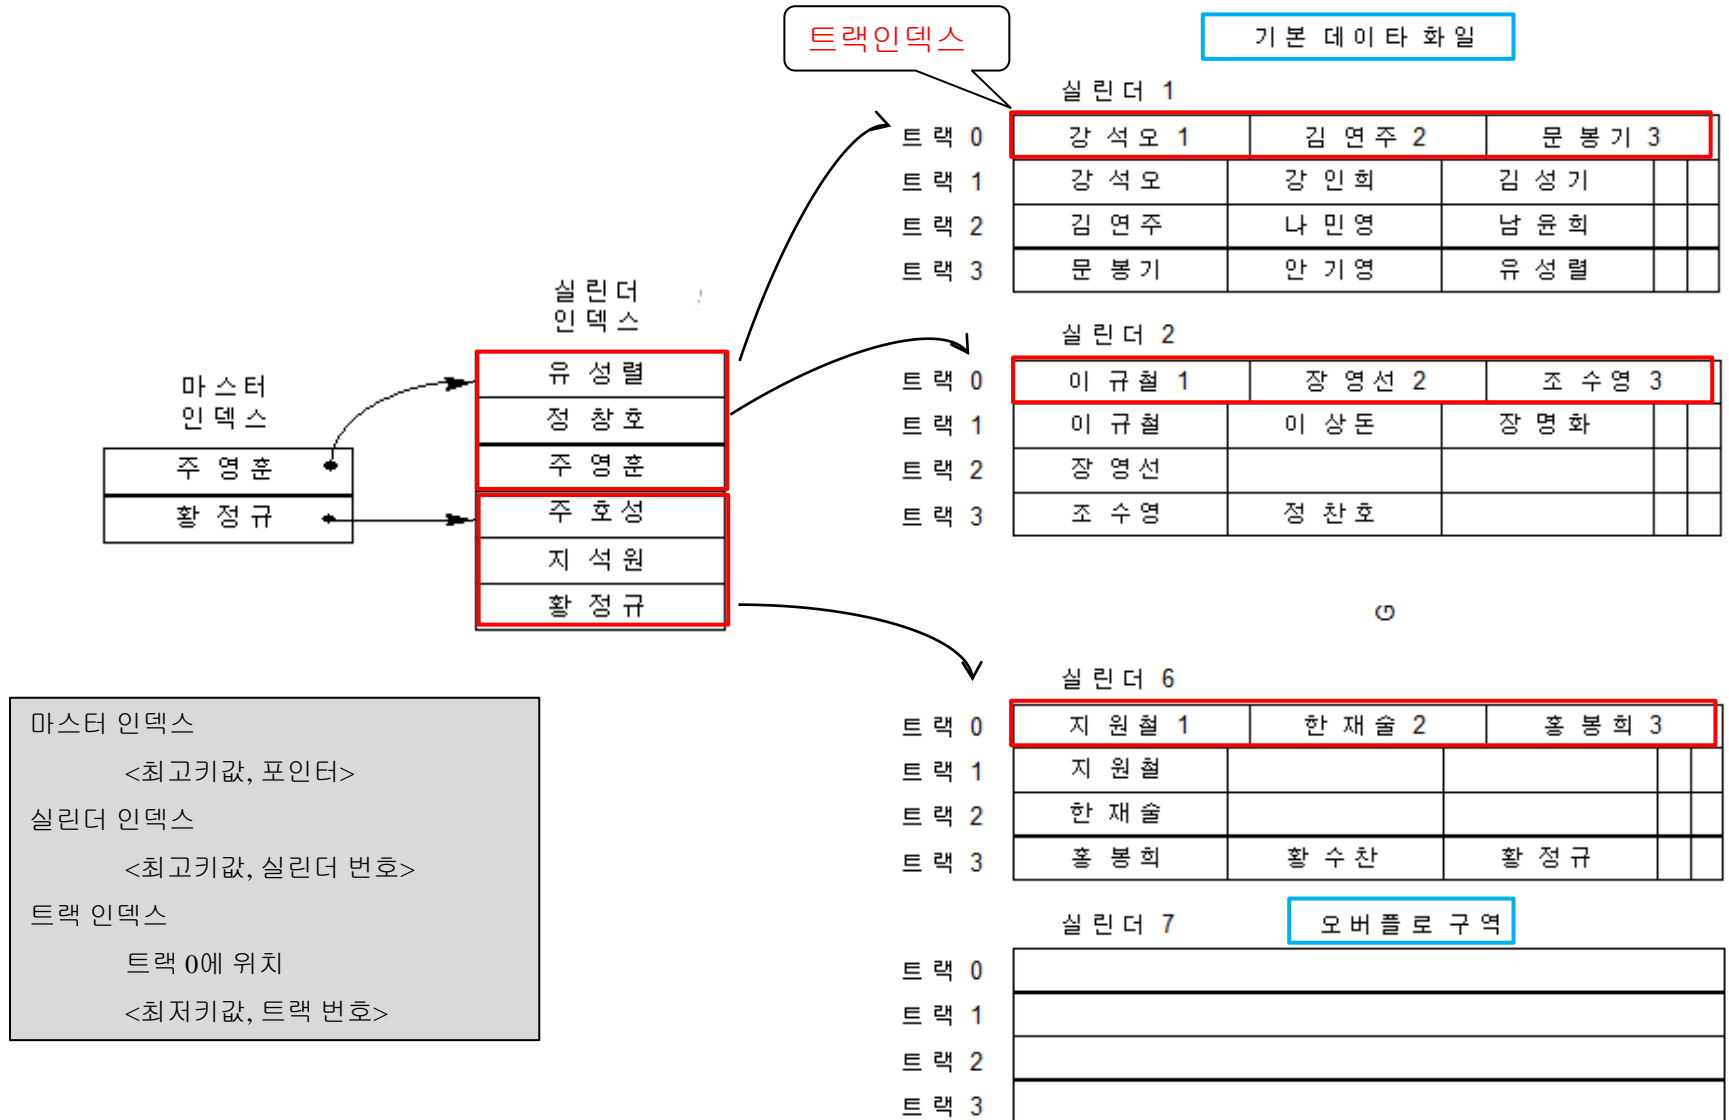 트랙인덱스
기본 데이타 화일
실린더 1
트랙 0 강 석오 1 김 연주 2 문 봉기 3
트랙 1 강 석오 강 인희 김 성기
트랙 2 김 연주 나 민영 남 윤희
트랙 3 문 봉기 안 기영 유 성렬
실린더
인덱스
유 성렬
정 창호
주 영훈
주 호성
지 석원
황 정규
마스터
인덱스
주 영훈
황 정규
실린더 2
트랙 0 이 규철 1 장 영선 2 조 수영 3
트랙 1 이 규철 이 상돈 장 명화
트랙 2 장 영선
트랙 3 조 수영 정 찬호
G
실린더 6
트랙 0 지 원철 1 한 재술 2 홍 봉희 3
트랙 1 지 원철
트랙 2 한 재술
트랙 3 홍 봉희 황 수찬 황 정규
실린더 7 오버플로 구역
트랙 0
트랙 1
트랙 2
트랙 3
마스터 인덱스
<최고키값, 포인터>
실린더 인덱스
<최고키값, 실린더 번호>
트랙 인덱스
트랙 0에 위치
<최저키값, 트랙 번호>